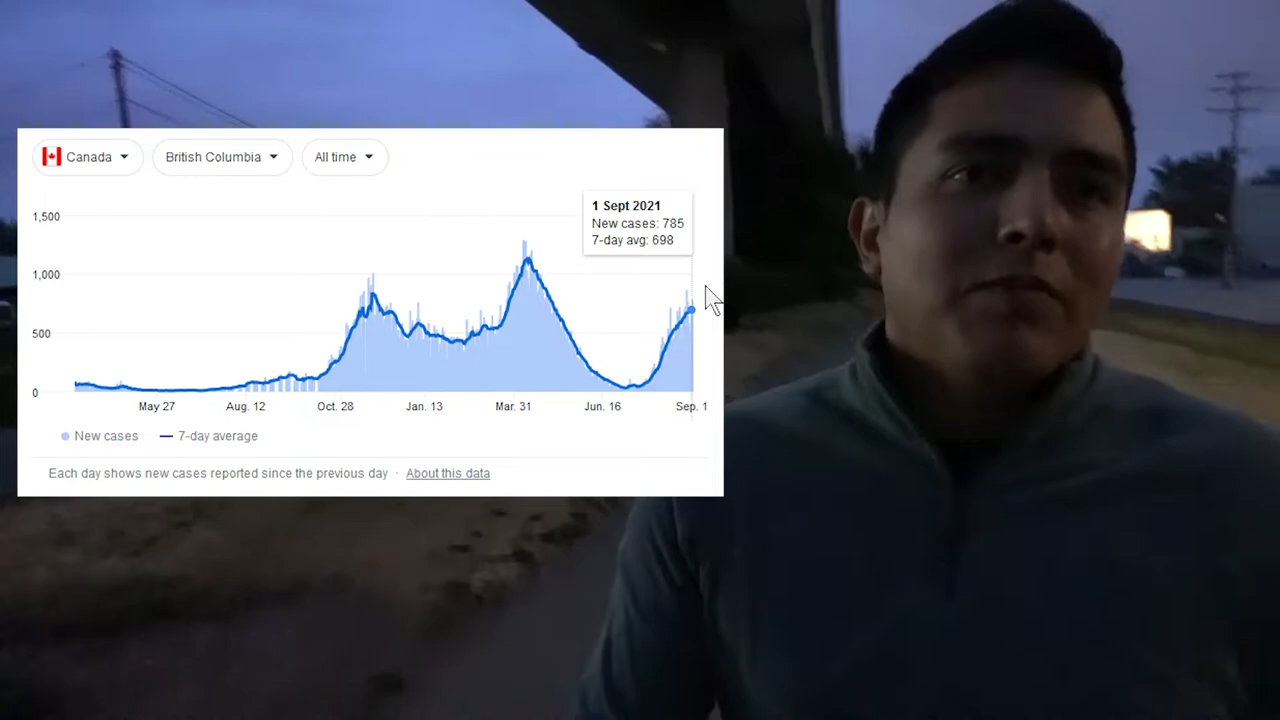 Canada British Columbia All time
1 Sept 2021
New cases: 785
7-day avg: 698
1,500
1,000
500
0
May 27 Aug. 12 Oct. 28 Jan. 13 Mar. 31 Jun. 16 Sep. 1
New cases 7-day average
Each day shows new cases reported since the previous day · About this data